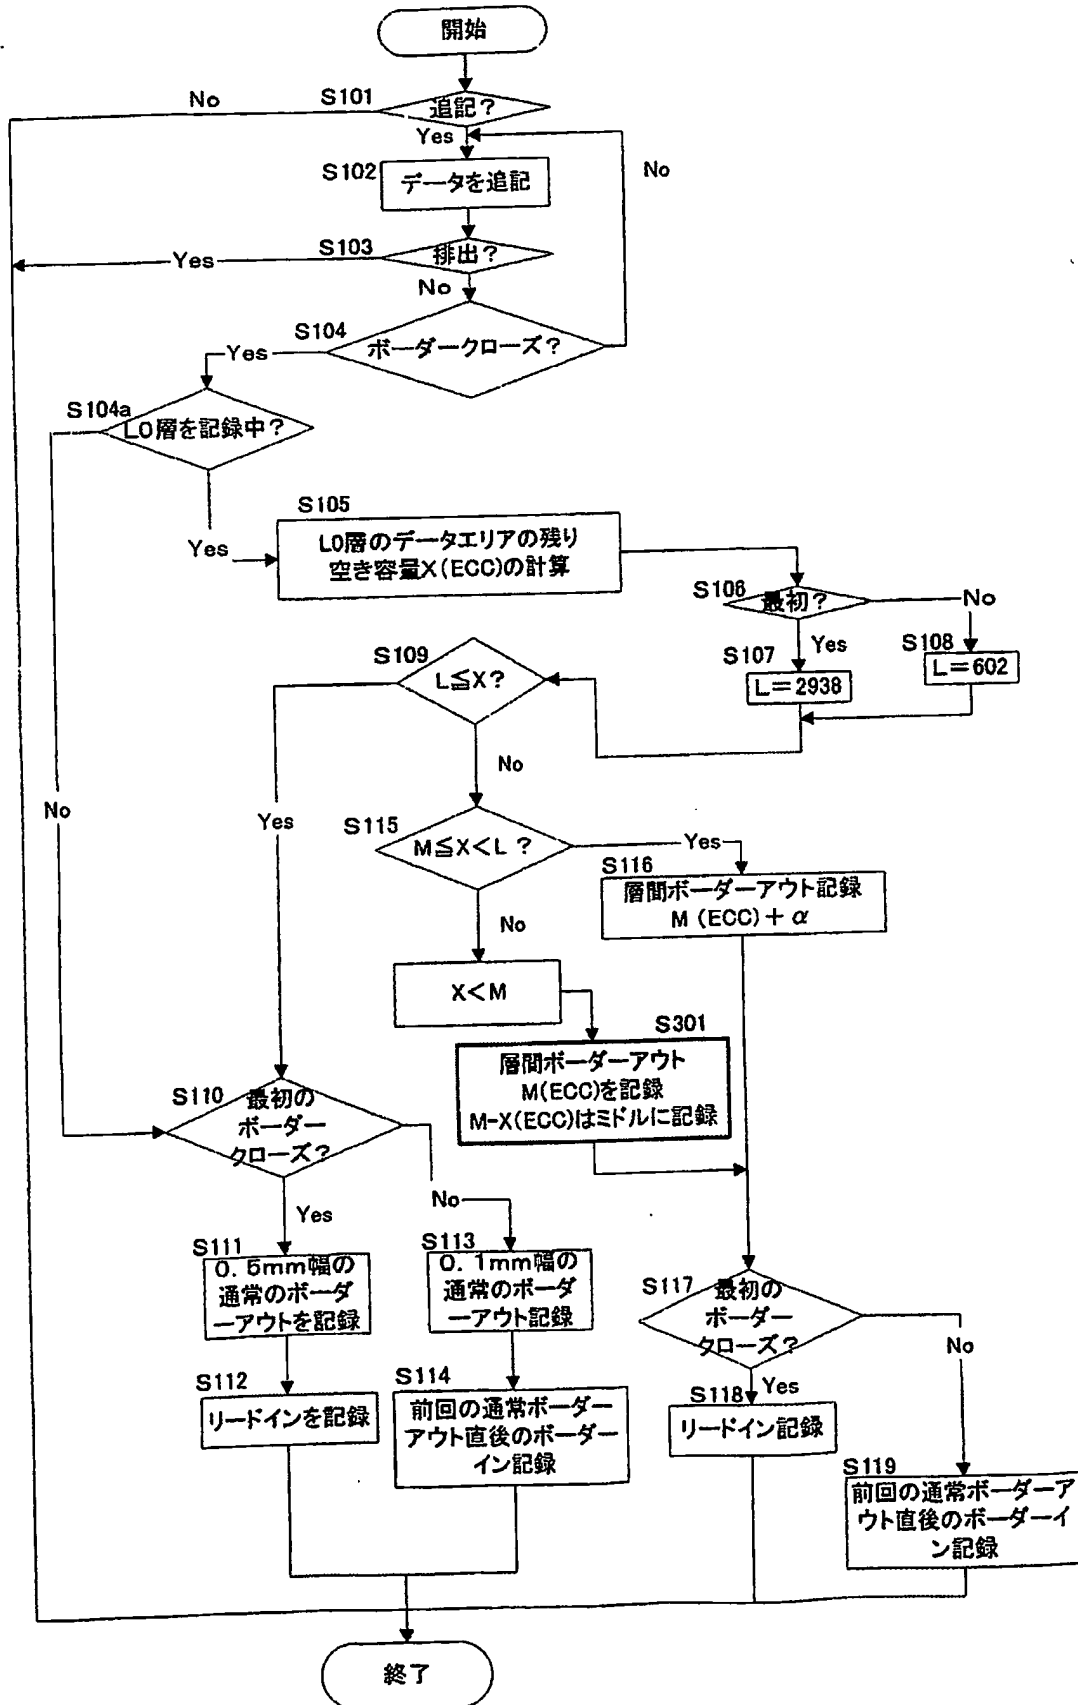 開始
S101
追記?
No
Yes
S102
データを追記
No
S103
排出?
Yes
No
S104
ボーダークローズ?
Yes
S104a
L0層を記録中?
Yes
No
S105
L0層のデータエリアの残り
空き容量X(ECC)の計算
S106
最初?
No
Yes
S107
L=2938
S108
L=602
S109
L≦X?
Yes
No
S115
M≦X<L?
Yes
No
S116
層間ボーダーアウト記録
M(ECC)+α
X<M
S301
層間ボーダーアウト
M(ECC)を記録
M-X(ECC)はミドルに記録
S110
最初の
ボーダー
クローズ?
Yes
No
S111
0.5mm幅の
通常のボーダ
ーアウトを記録
S112
リードインを記録
S113
0.1mm幅の
通常のボーダ
ーアウト記録
S114
前回の通常ボーダー
アウト直後のボーダー
イン記録
S117
最初の
ボーダー
クローズ?
Yes
No
S118
リードイン記録
S119
前回の通常ボーダーア
ウト直後のボーダーイ
ン記録
終了